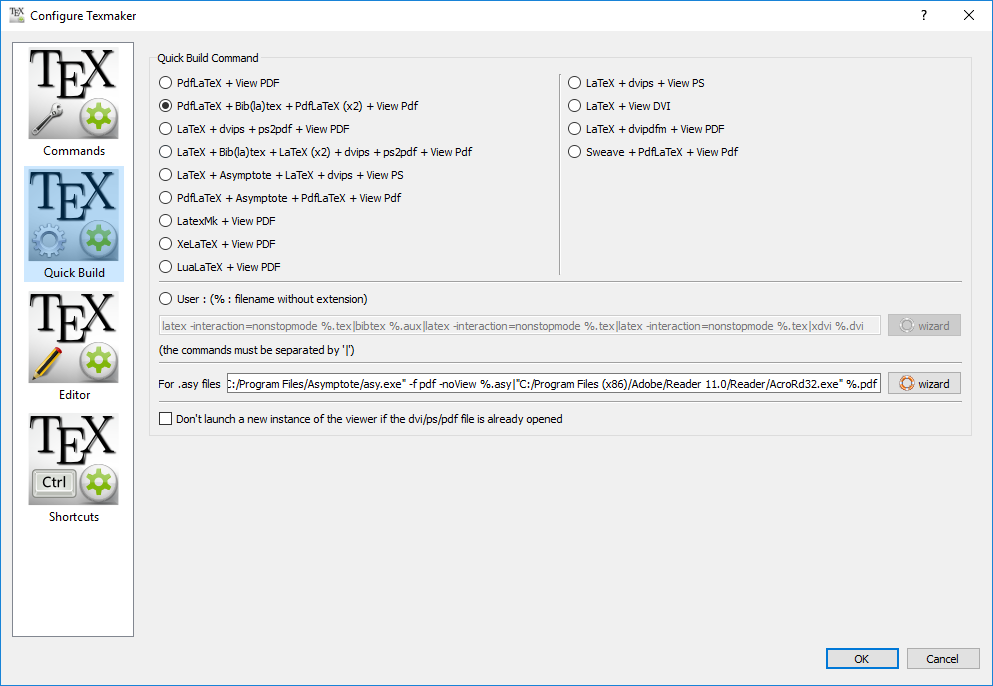 Configure Texmaker
?
TEX
Commands
TEX
Quick Build
TEX
Editor
TEX
Ctrl
Shortcuts
Quick Build Command
PdfLaTeX + View PDF
PdfLaTeX + Bib(la)tex + PdfLaTeX (x2) + View Pdf
LaTeX + dvips + ps2pdf + View PDF
LaTeX + Bib(la)tex + LaTeX (x2) + dvips + ps2pdf + View Pdf
LaTeX + Asymptote + LaTeX + dvips + View PS
PdfLaTeX + Asymptote + PdfLaTeX + View Pdf
LatexMk + View PDF
XeLaTeX + View PDF
LuaLaTeX + View PDF
LaTeX + dvips + View PS
LaTeX + View DVI
LaTeX + dvipdfm + View PDF
Sweave + PdfLaTeX + View Pdf
User : (% : filename without extension)
latex -interaction=nonstopmode %.tex|bibtex %.aux|latex -interaction=nonstopmode %.tex|latex -interaction=nonstopmode %.tex|xdvi %.dvi
wizard
(the commands must be separated by '|')
For .asy files
C:/Program Files/Asymptote/asy.exe" -f pdf -noView %.asy|"C:/Program Files (x86)/Adobe/Reader 11.0/Reader/AcroRd32.exe" %.pdf
wizard
Don't launch a new instance of the viewer if the dvi/ps/pdf file is already opened
OK
Cancel